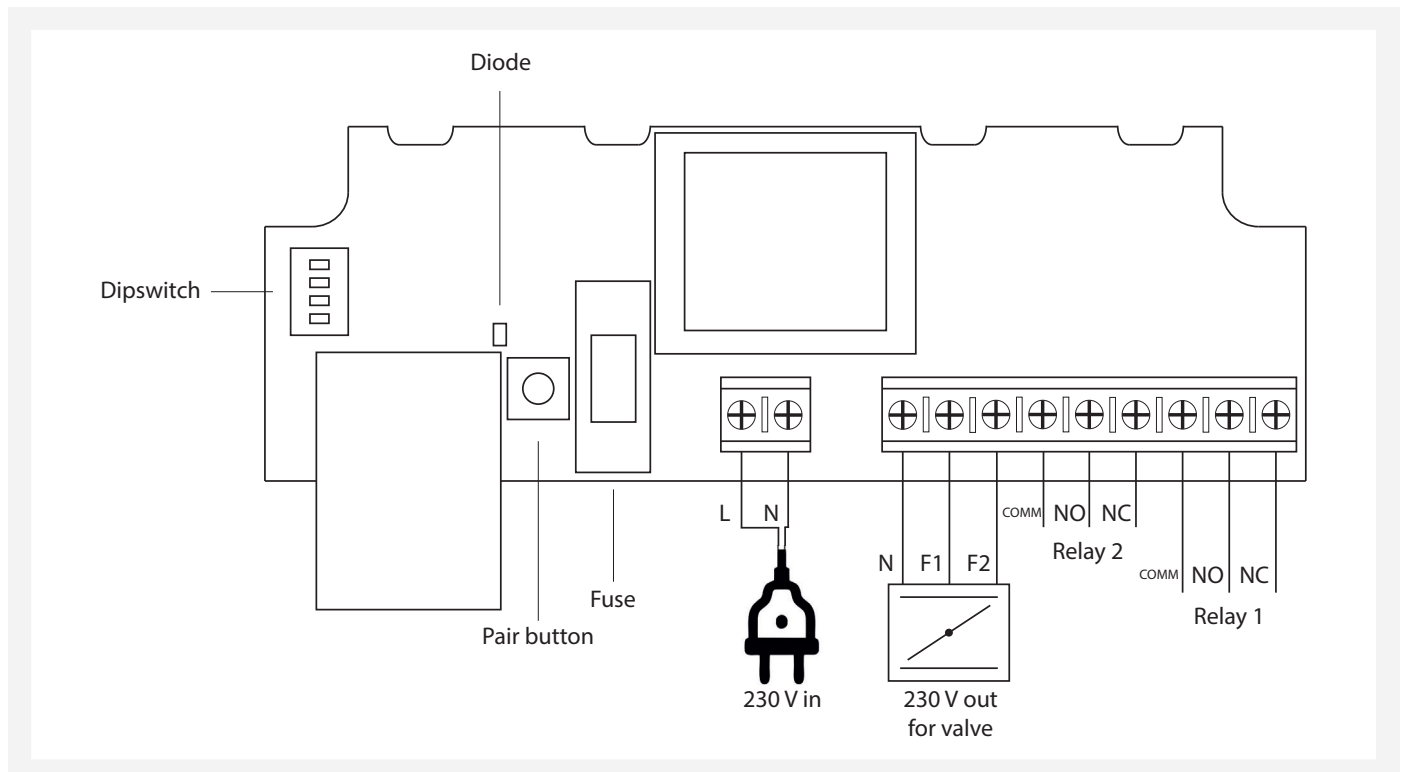 Diode
Dipswitch
L N
COMM NO NC
Relay 2
N F1 F2
COMM NO NC
Fuse
Relay 1
Pair button
230 V in
230 V out
for valve